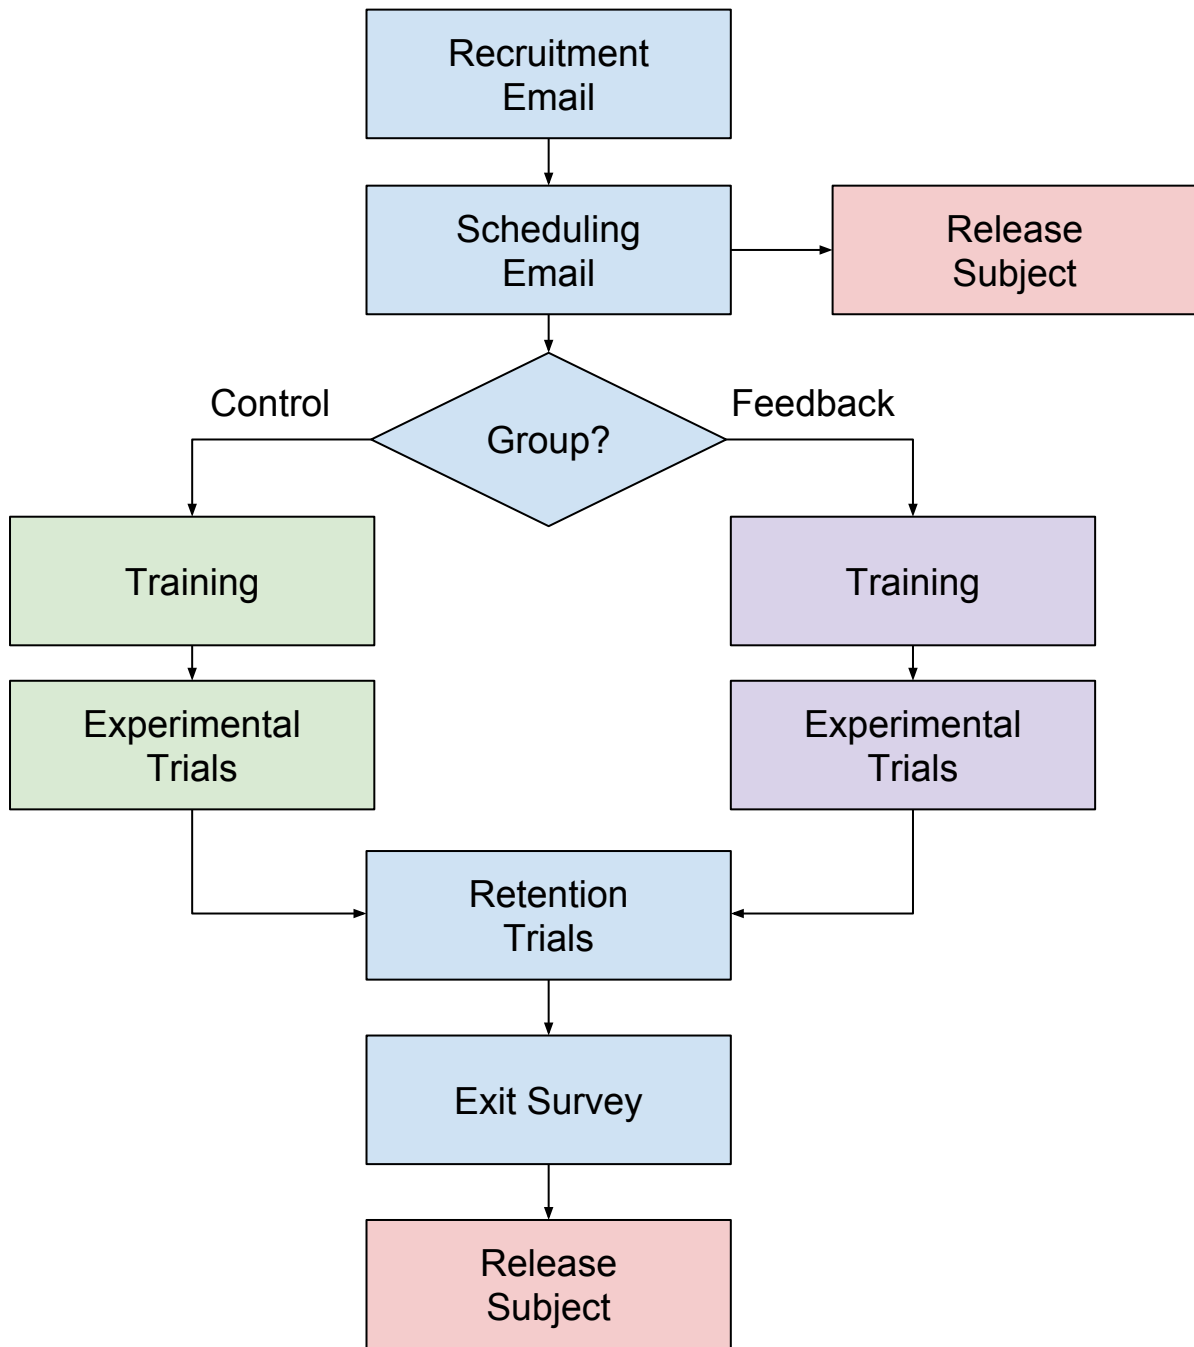 Recruitment
Email
Scheduling
Email
Release
Subject
Control
Feedback
Group?
Training
Training
Experimental
Trials
Experimental
Trials
Retention
Trials
Exit Survey
Release
Subject